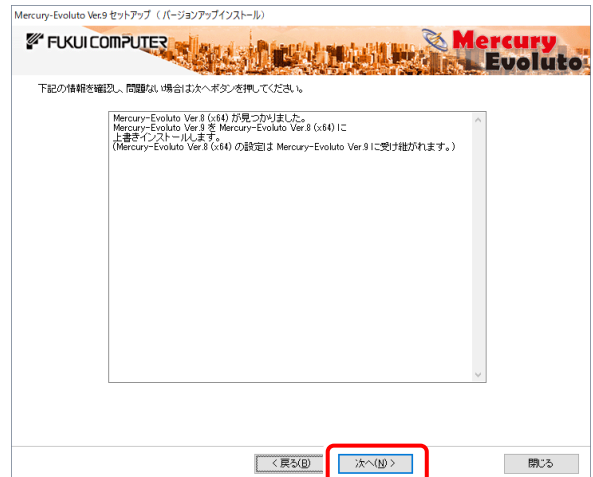 Mercury-Evoluto Ver.9 セットアップ（バージョンアップインストール）
FUKUI COMPUTER
Mercury
Evoluto
下記の情報を確認し、問題ない場合は次へボタンを押してください。
Mercury-Evoluto Ver.8 (x64) が見つかりました。
Mercury-Evoluto Ver.9 を Mercury-Evoluto Ver.8 (x64) に
上書きインストールします。
(Mercury-Evoluto Ver.8 (x64) の設定は Mercury-Evoluto Ver.9 に受け継がれます。)
< 戻る(B)
次へ(N) >
閉じる